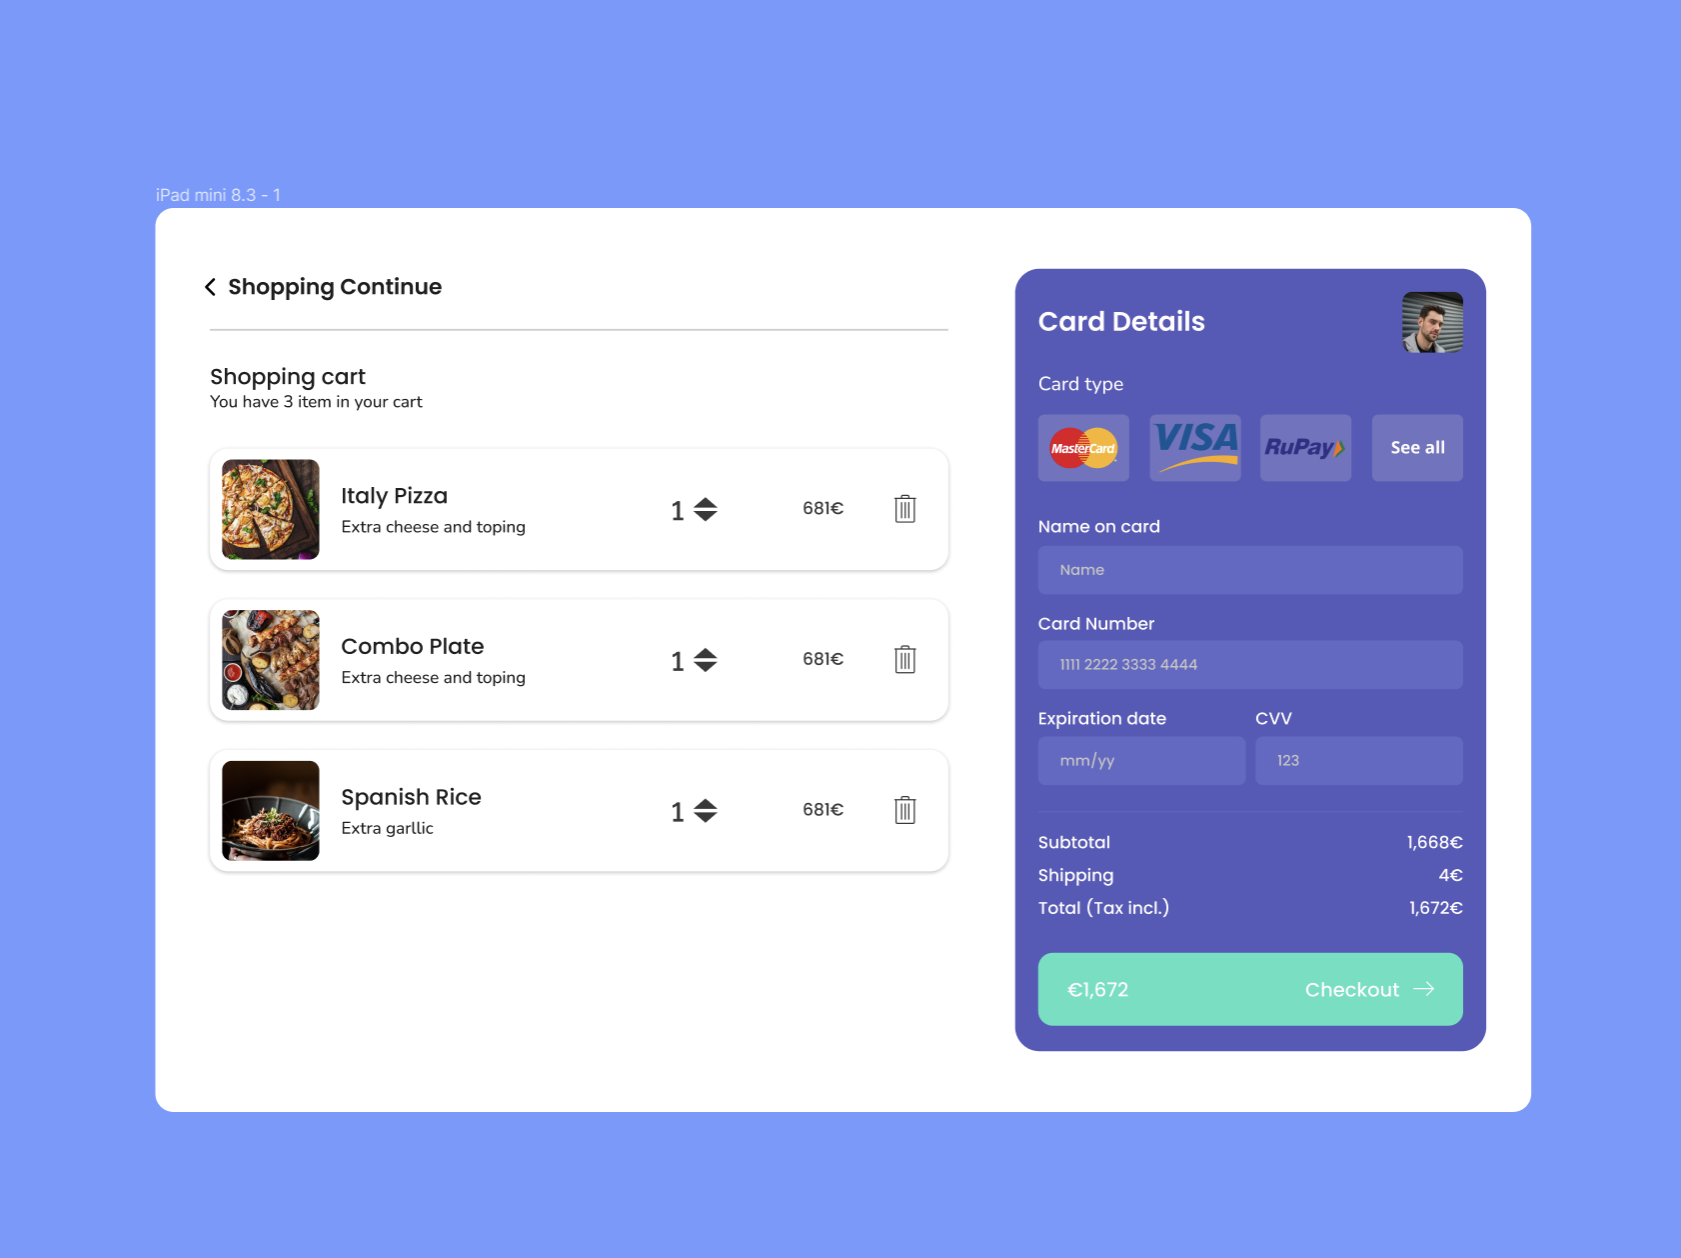 iPad mini 8.3 - 1
Shopping Continue
Shopping cart
You have 3 item in your cart
Italy Pizza
Extra cheese and toping
1
681€
Combo Plate
Extra cheese and toping
1
681€
Spanish Rice
Extra garllic
1
681€
Card Details
Card type
MasterCard
VISA
RuPay
See all
Name on card
Name
Card Number
1111 2222 3333 4444
Expiration date CVV
mm/yy 123
Subtotal 1,668€
Shipping 4€
Total (Tax incl.) 1,672€
€1,672 Checkout